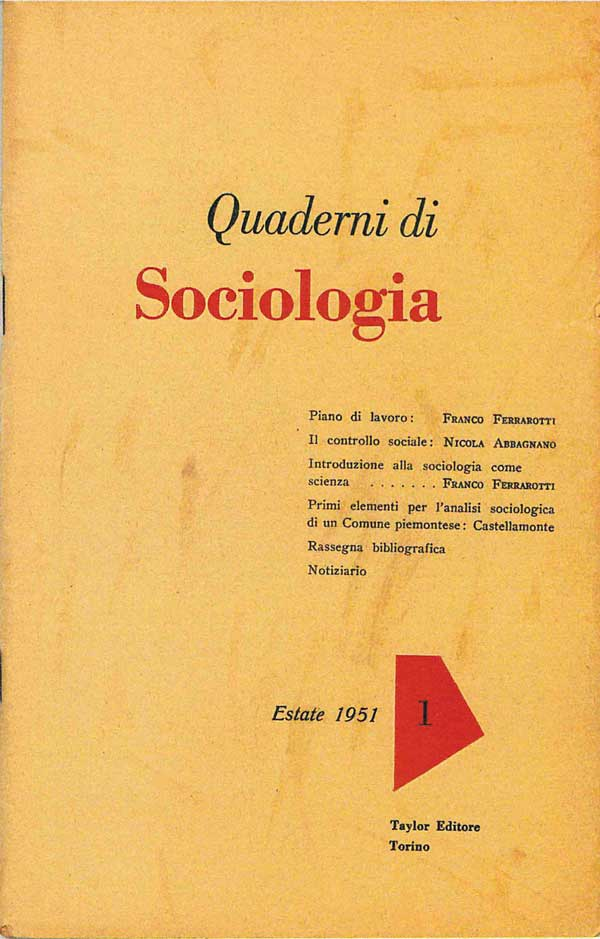 Quaderni di
Sociologia
Piano di lavoro: FRANCO FERRAROTTI
Il controllo sociale: NICOLA ABBAGNANO
Introduzione alla sociologia come
scienza ....... FRANCO FERRAROTTI
Primi elementi per l'analisi sociologica
di un Comune piemontese: Castellamonte
Rassegna bibliografica
Notiziario
Estate 1951
1
Taylor Editore
Torino